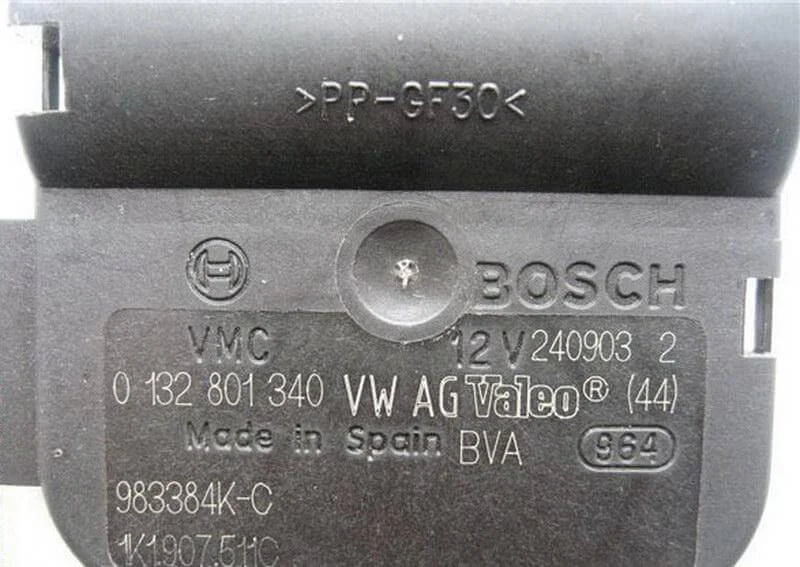 >PP-GF30<
BOSCH
VMC 12V 240903 2
0 132 801 340 VW AG Valeo® (44)
Made in Spain BVA 964
983384K-C
1K1.907.511C